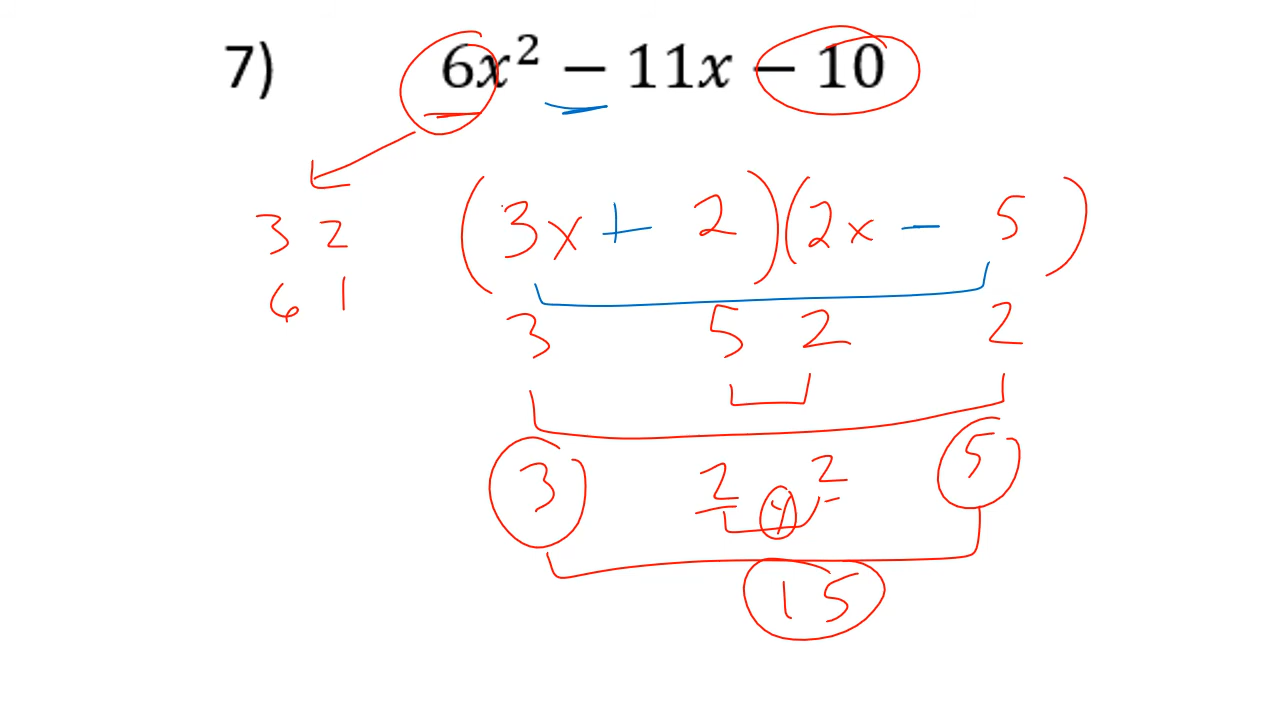 7) 6x² − 11x − 10
3 2 (3x + 2)(2x − 5)
6 1
3 5 2 2
3 2 4 2 5
15